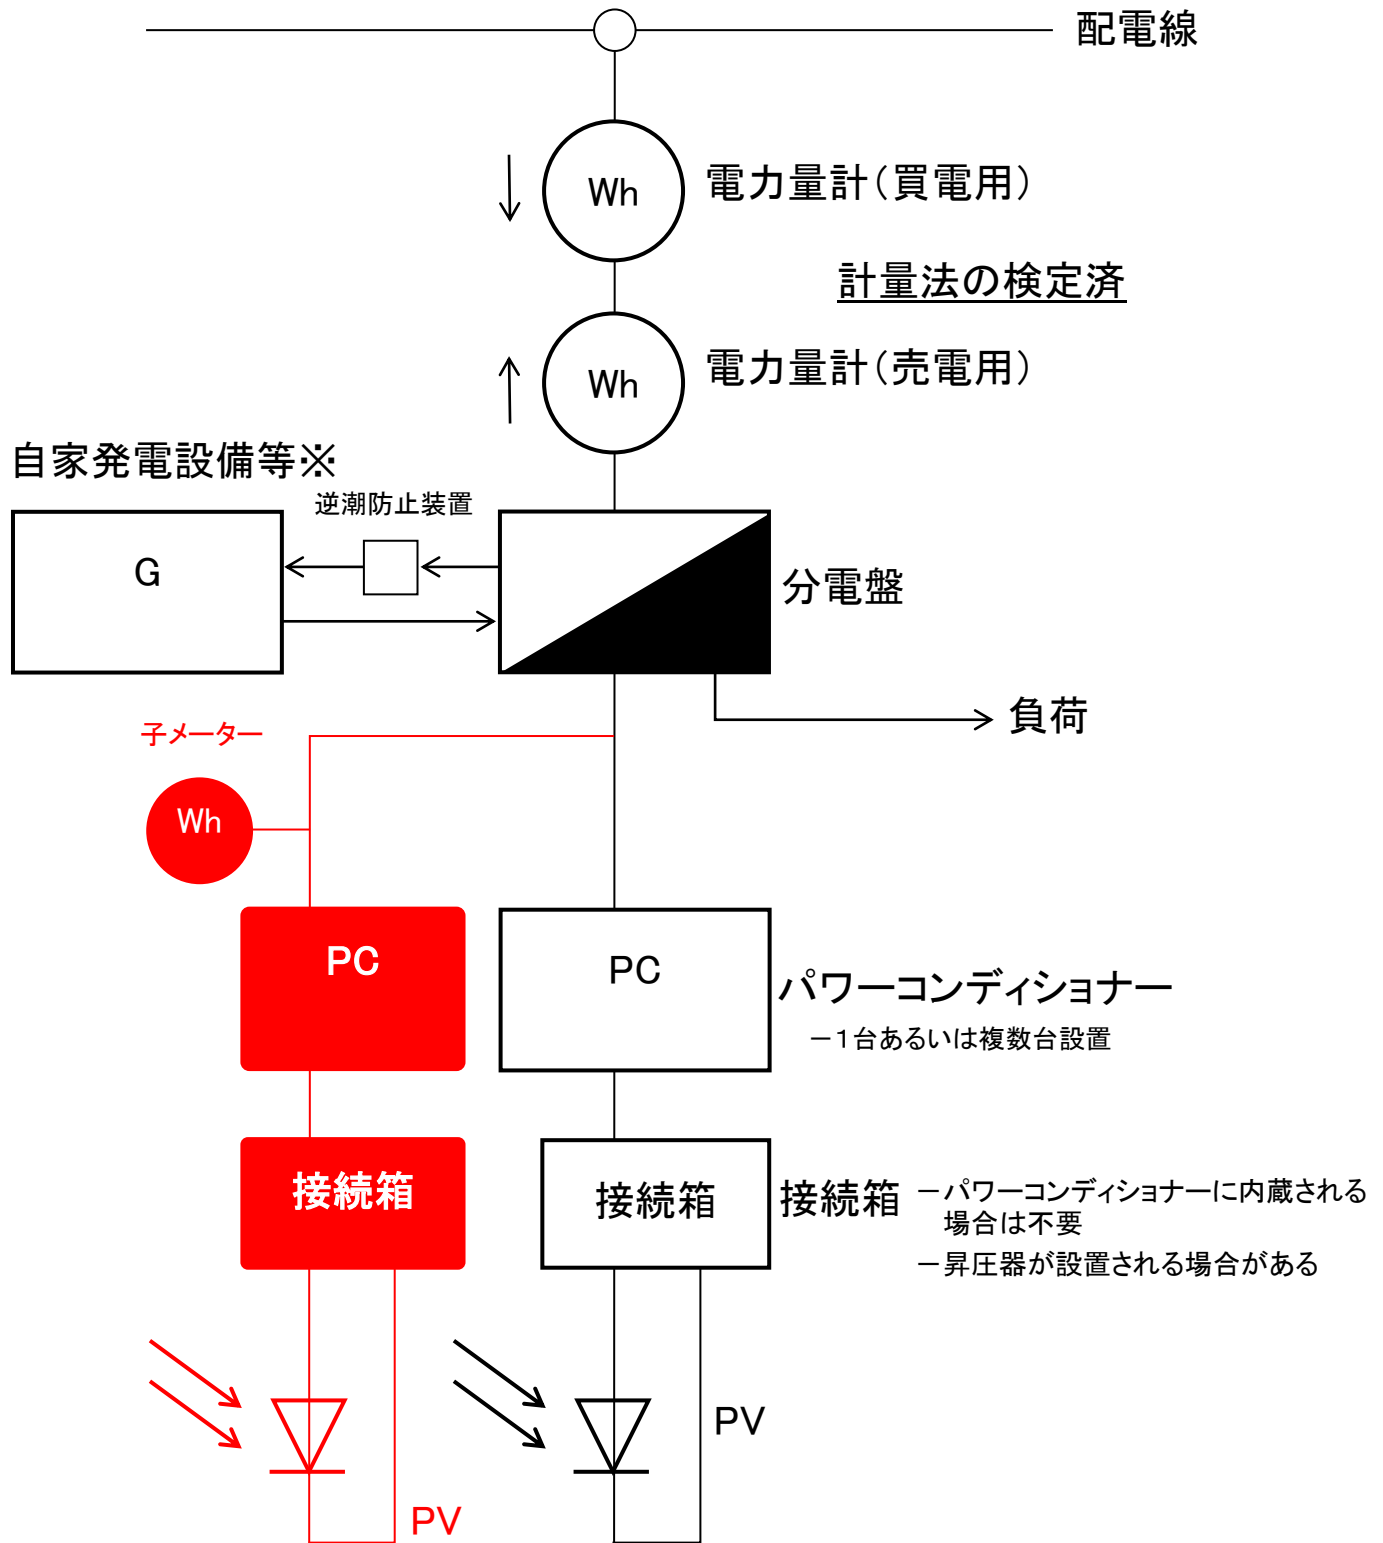 配電線
Wh
電力量計（買電用）
計量法の検定済
Wh
電力量計（売電用）
自家発電設備等※
逆潮防止装置
G
分電盤
負荷
子メーター
Wh
PC
PC
パワーコンディショナー
－1台あるいは複数台設置
接続箱
接続箱
接続箱
－パワーコンディショナーに内蔵される
場合は不要
－昇圧器が設置される場合がある
PV
PV